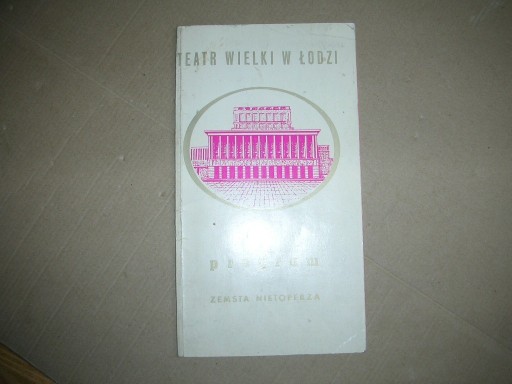 TEATR WIELKI W ŁODZI
program
ZEMSTA NIETOPERZA